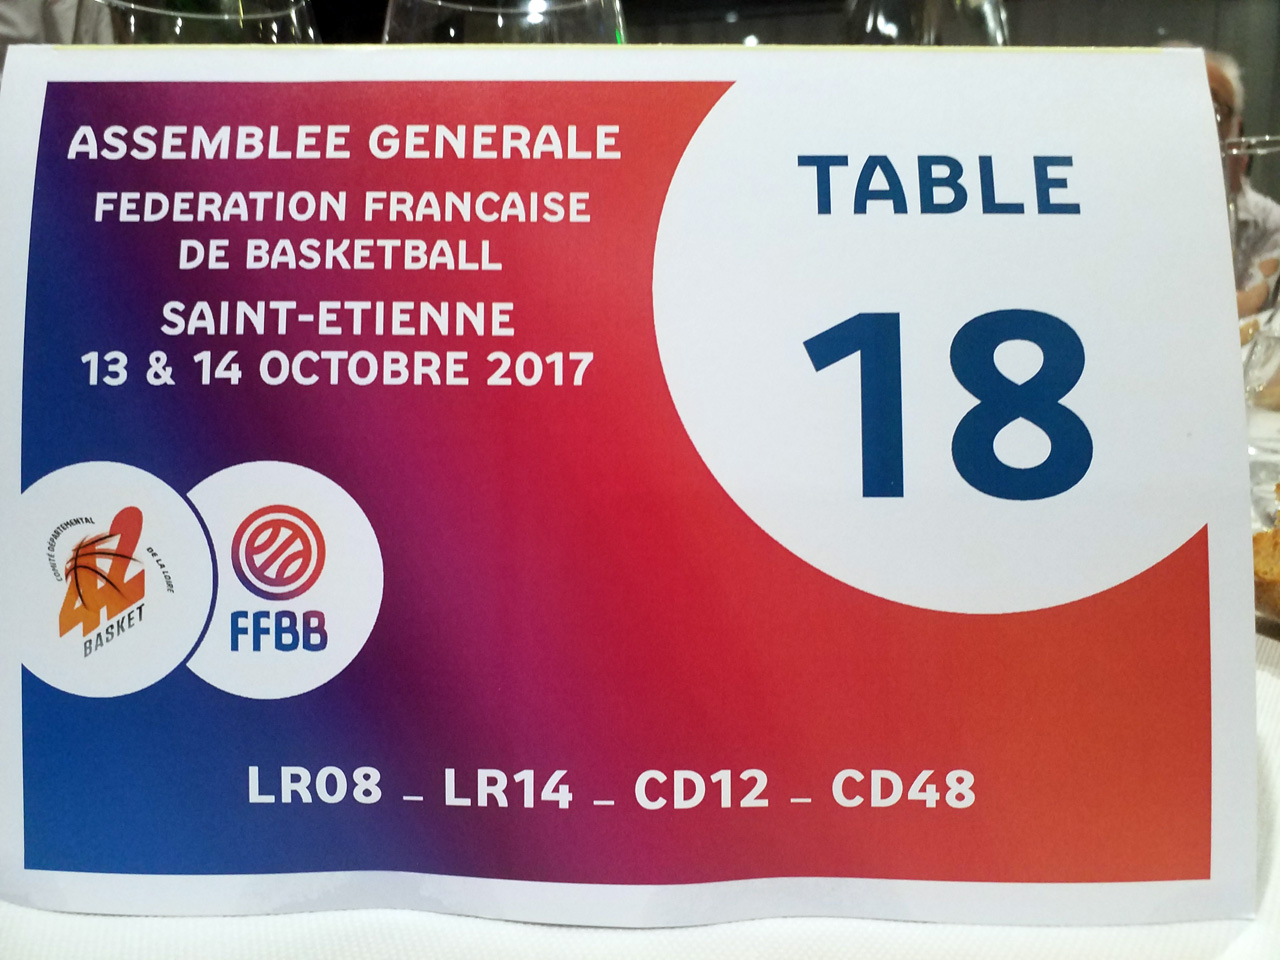 ASSEMBLEE GENERALE
FEDERATION FRANCAISE
DE BASKETBALL
SAINT-ETIENNE
13 & 14 OCTOBRE 2017
TABLE
18
COMITÉ DÉPARTEMENTAL
DE LA LOIRE
42
BASKET
FFBB
LR08 _ LR14 _ CD12 _ CD48